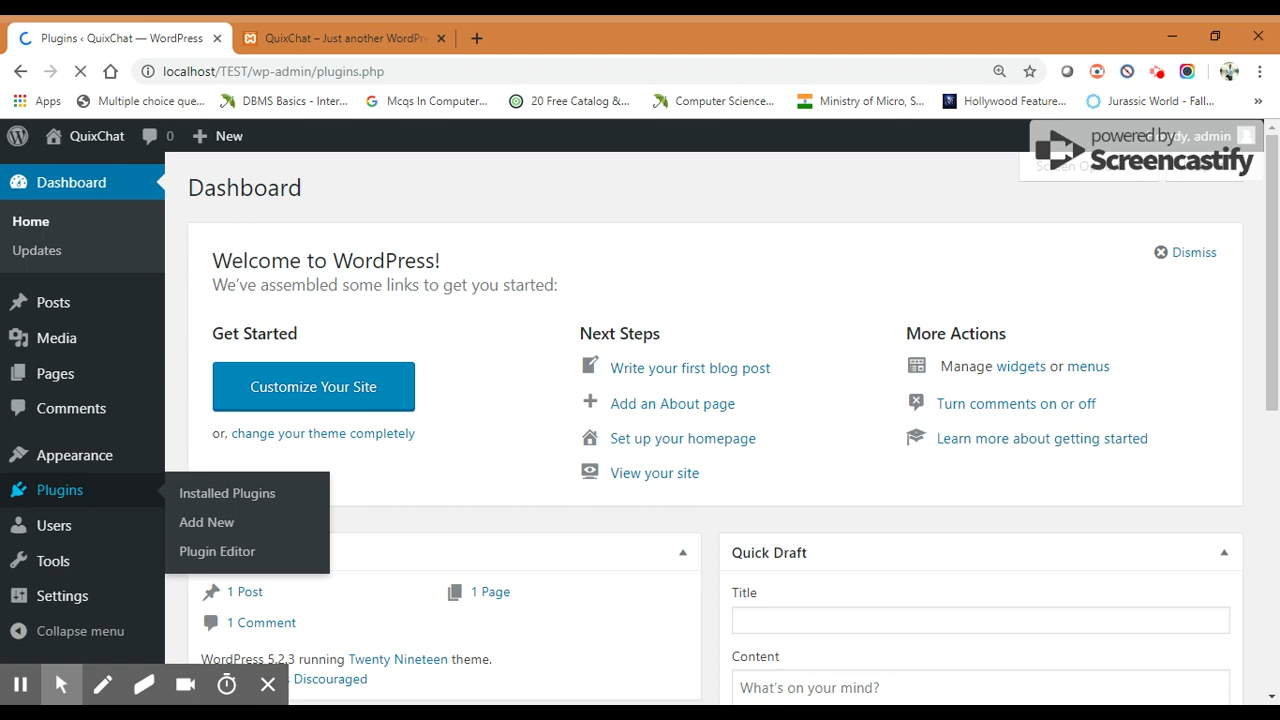 Plugins ‹ QuixChat — WordPress
QuixChat – Just another WordPr
localhost/TEST/wp-admin/plugins.php
Apps
Multiple choice que...
DBMS Basics - Inter...
Mcqs In Computer...
20 Free Catalog &...
Computer Science...
Ministry of Micro, S...
Hollywood Feature...
Jurassic World - Fall...
»
QuixChat
0
New
admin
powered by
Screencastify
Dashboard
Home
Updates
Posts
Media
Pages
Comments
Appearance
Plugins
Users
Tools
Settings
Collapse menu
Installed Plugins
Add New
Plugin Editor
Dashboard
Welcome to WordPress!
We've assembled some links to get you started:
Dismiss
Get Started
Customize Your Site
or, change your theme completely
Next Steps
Write your first blog post
Add an About page
Set up your homepage
View your site
More Actions
Manage widgets or menus
Turn comments on or off
Learn more about getting started
1 Post
1 Page
1 Comment
WordPress 5.2.3 running Twenty Nineteen theme.
Discouraged
Quick Draft
Title
Content
What's on your mind?